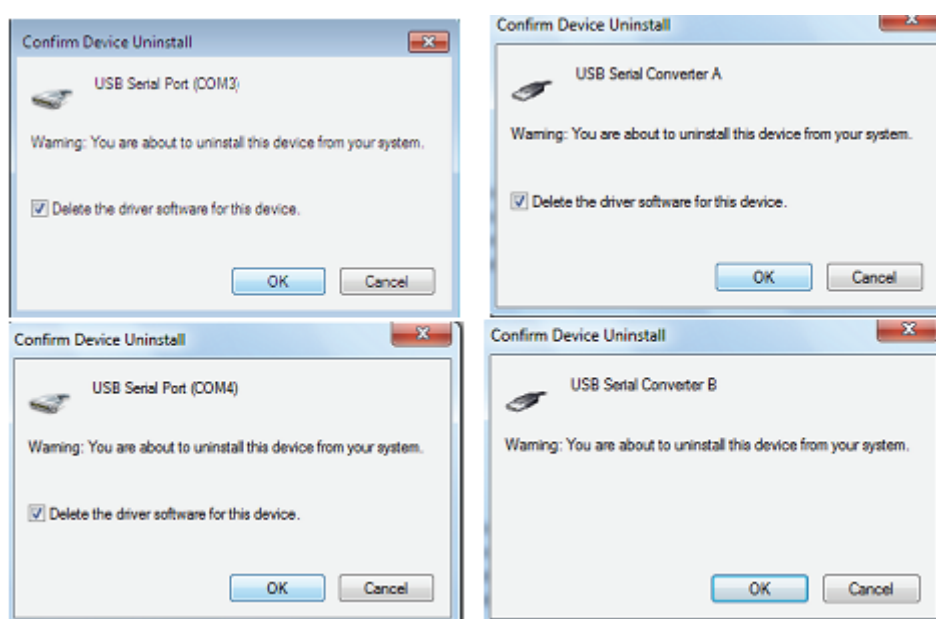 Confirm Device Uninstall
USB Serial Port (COM3)
Warning: You are about to uninstall this device from your system.
Delete the driver software for this device.
OK Cancel
Confirm Device Uninstall
USB Serial Converter A
Warning: You are about to uninstall this device from your system.
Delete the driver software for this device.
OK Cancel
Confirm Device Uninstall
USB Serial Port (COM4)
Warning: You are about to uninstall this device from your system.
Delete the driver software for this device.
OK Cancel
Confirm Device Uninstall
USB Serial Converter B
Warning: You are about to uninstall this device from your system.
OK Cancel